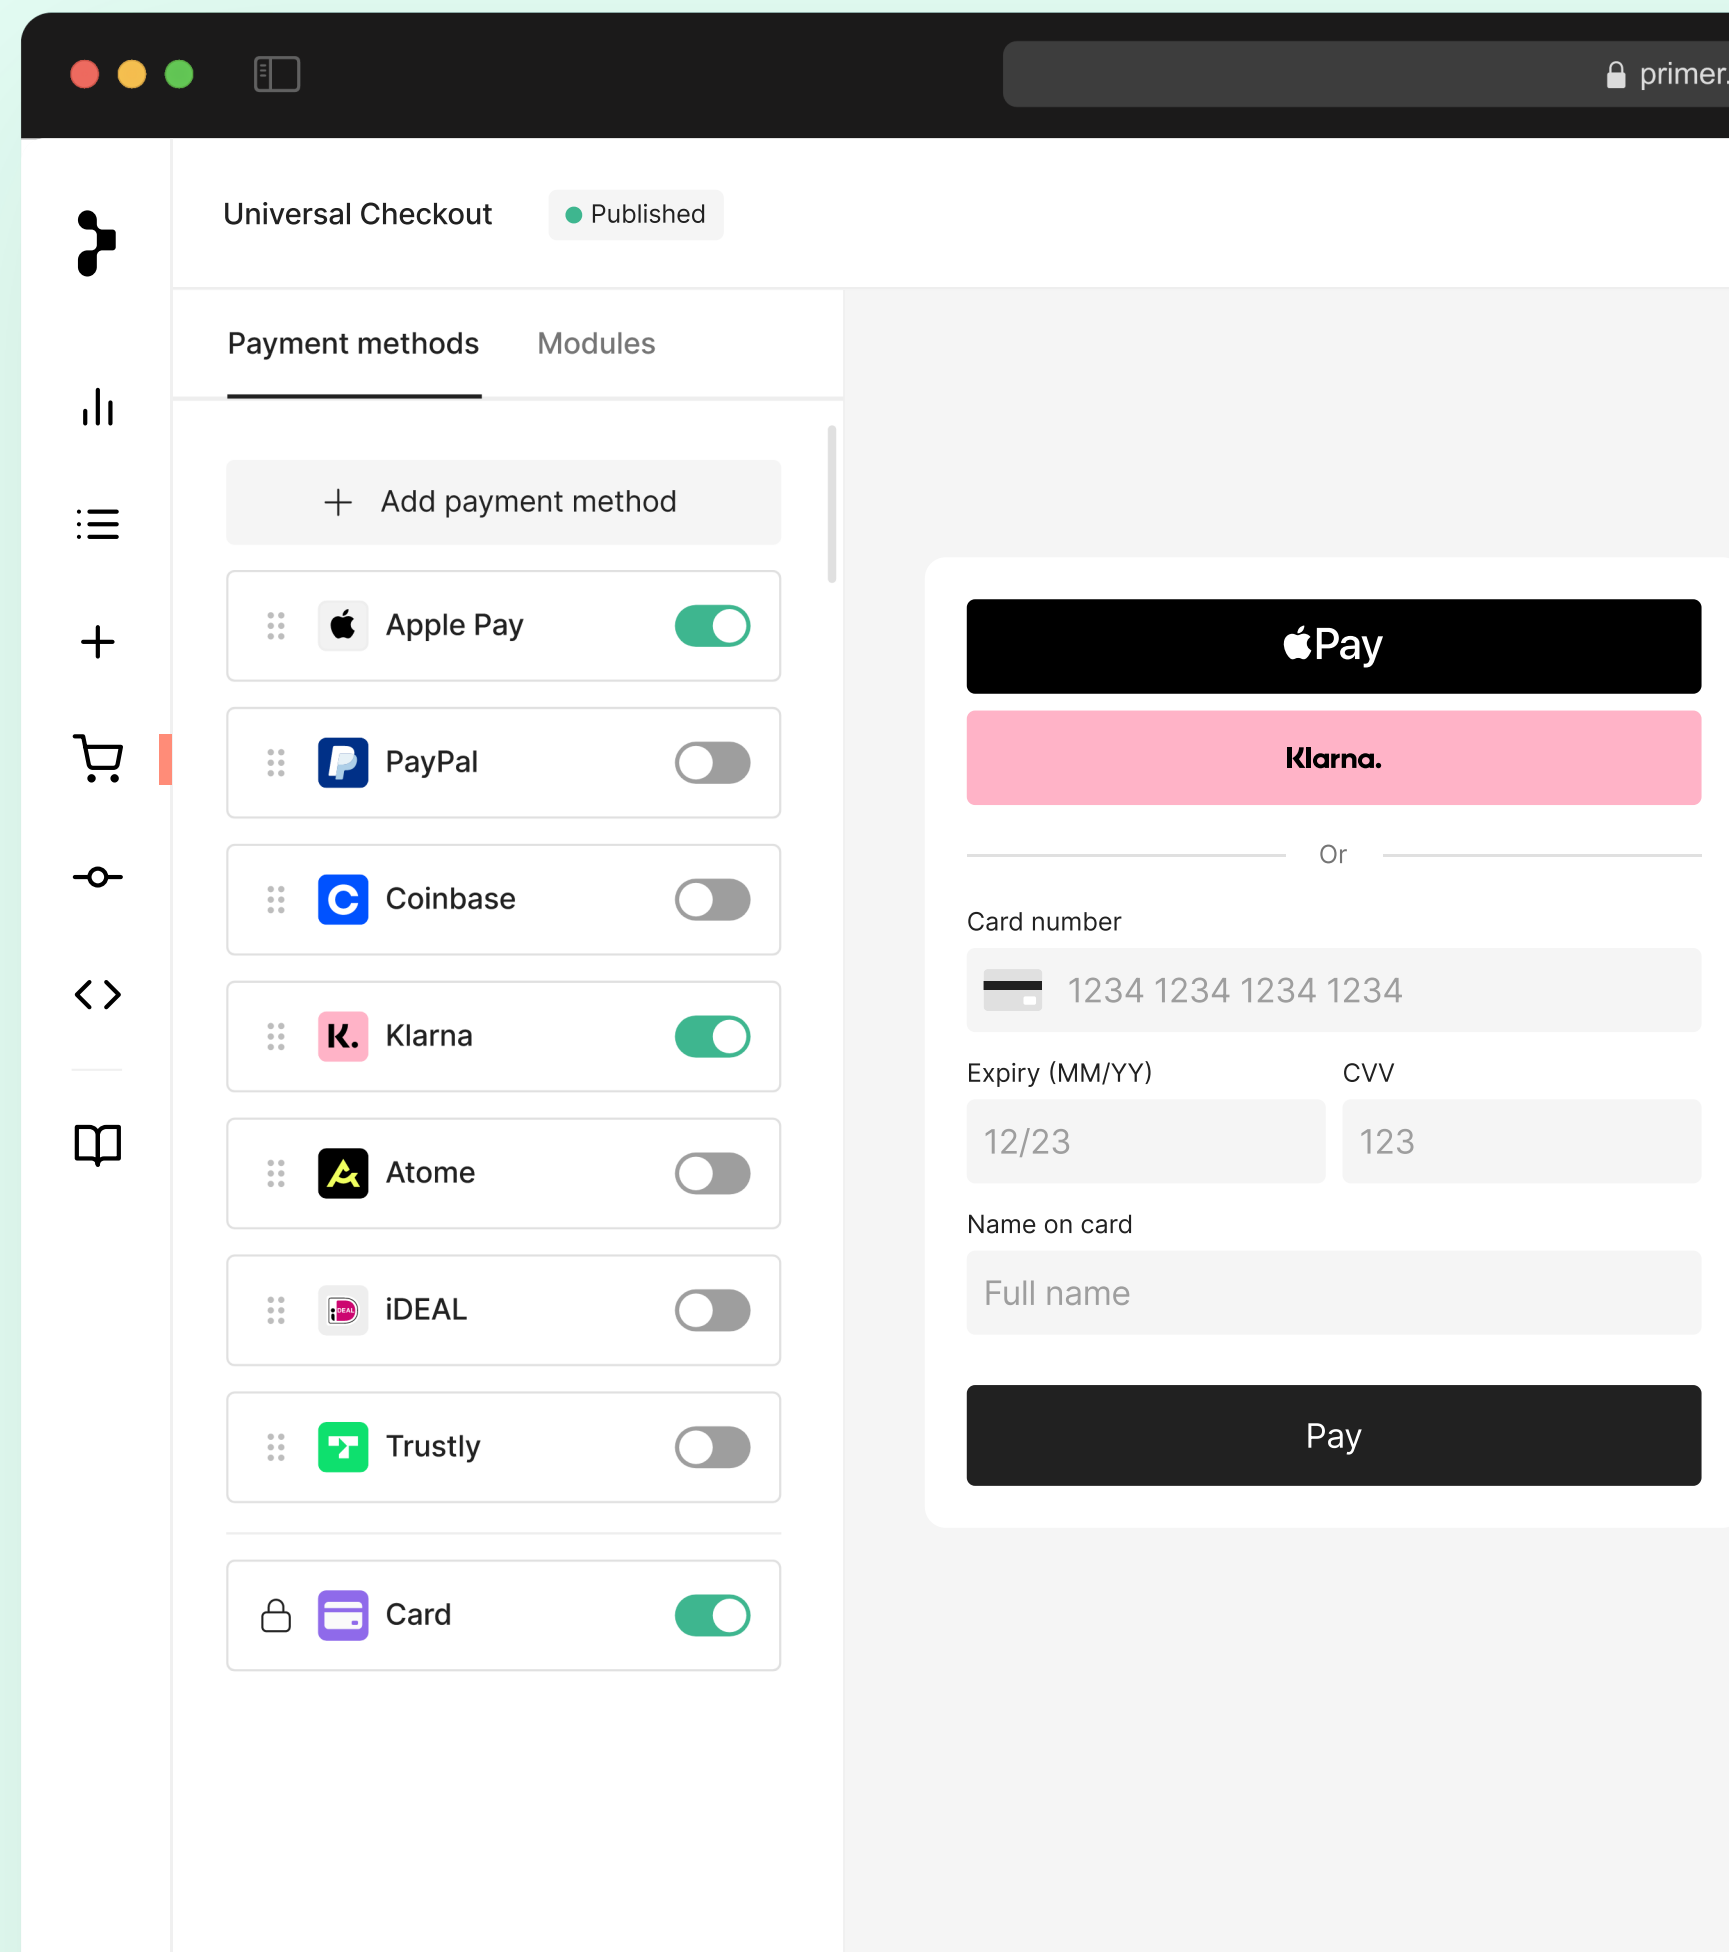 primer.
Universal Checkout
Published
Payment methods
Modules
Add payment method
Apple Pay
PayPal
Coinbase
K.
Klarna
Atome
iDEAL
iDEAL
Trustly
Card
Pay
Klarna.
Or
Card number
1234 1234 1234 1234
Expiry (MM/YY)
CVV
12/23
123
Name on card
Full name
Pay